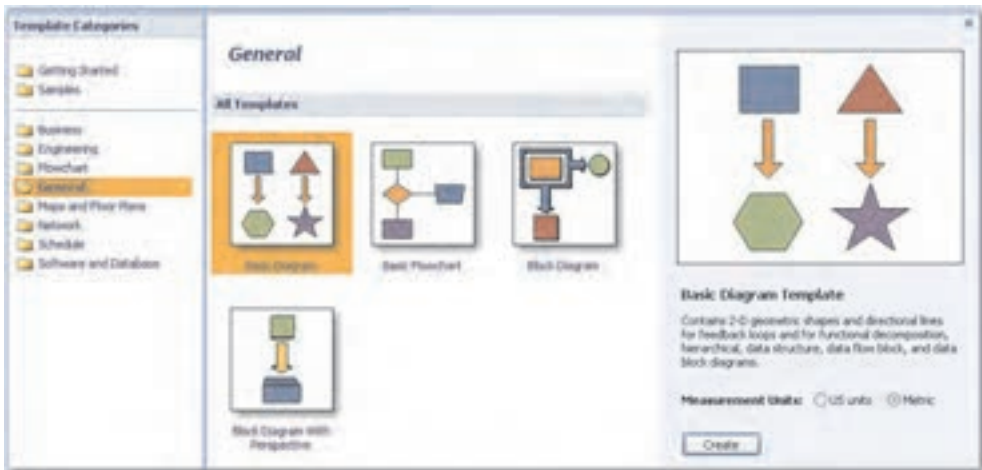 Template Categories
Getting Started
Samples
Business
Engineering
Flowchart
General
Maps and Floor Plans
Network
Schedule
Software and Database
General
All Templates
Basic Diagram
Basic Flowchart
Block Diagram
Block Diagram With
Perspective
Basic Diagram Template
Contains 2-D geometric shapes and directional lines
for feedback loops and for functional decomposition,
hierarchical, data structure, data flow block, and data
block diagrams.
Measurement Units: US units Metric
Create